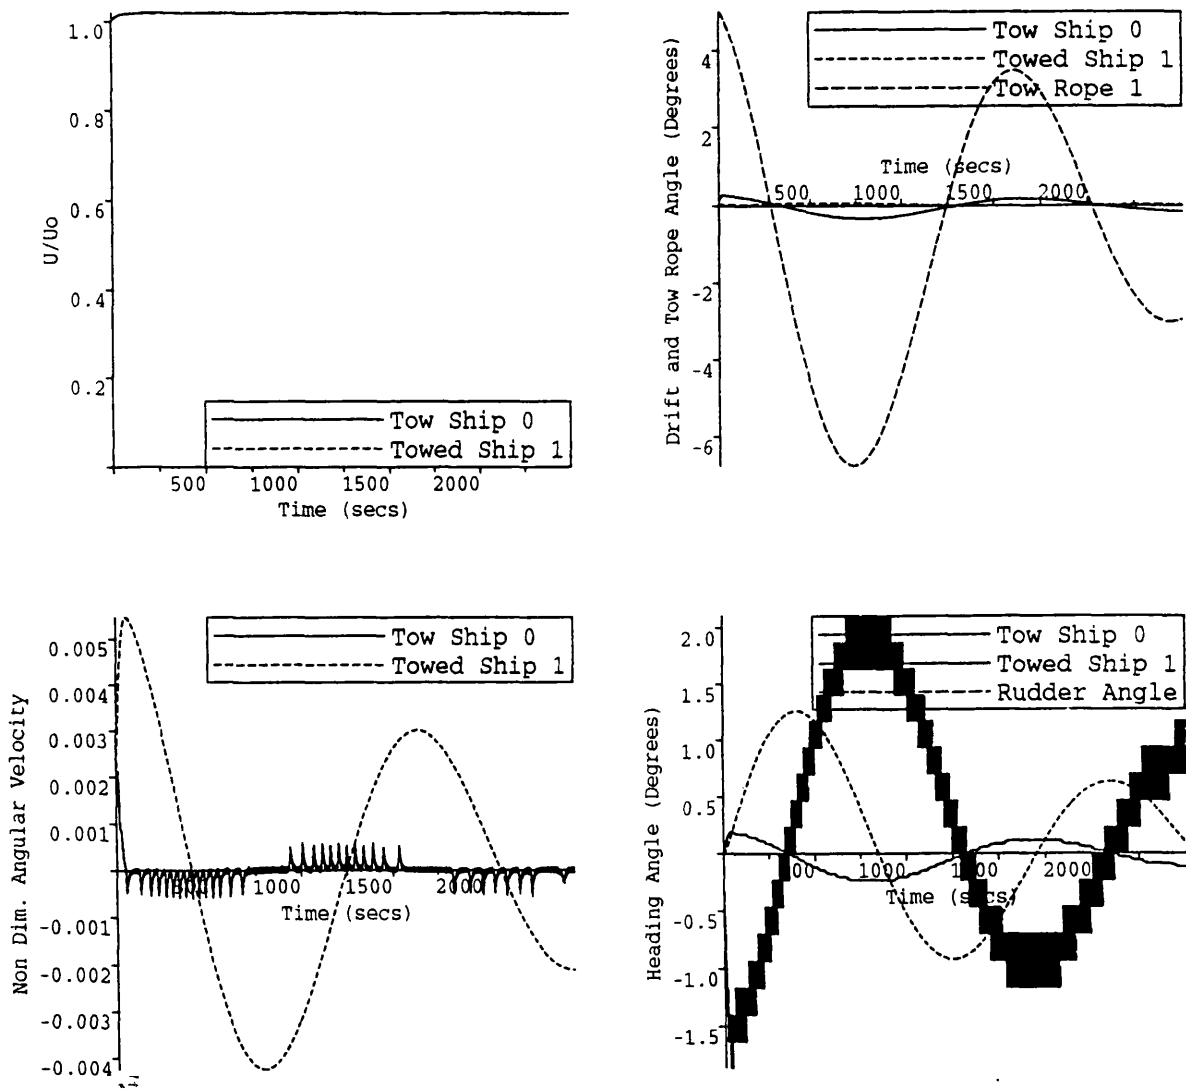 1.0
0.8
0.6
0.4
0.2
U/Uo
Tow Ship 0
Towed Ship 1
500 1000 1500 2000
Time (secs)
Drift and Tow Rope Angle (Degrees)
4
2
-2
-4
-6
Tow Ship 0
Towed Ship 1
Tow Rope 1
Time (secs)
500 1000 1500 2000
Non Dim. Angular Velocity
0.005
0.004
0.003
0.002
0.001
-0.001
-0.002
-0.003
-0.004
Tow Ship 0
Towed Ship 1
500 1000 1500 2000
Time (secs)
Heading Angle (Degrees)
2.0
1.5
1.0
0.5
-0.5
-1.0
-1.5
Tow Ship 0
Towed Ship 1
Rudder Angle
1000 2000
Time (secs)